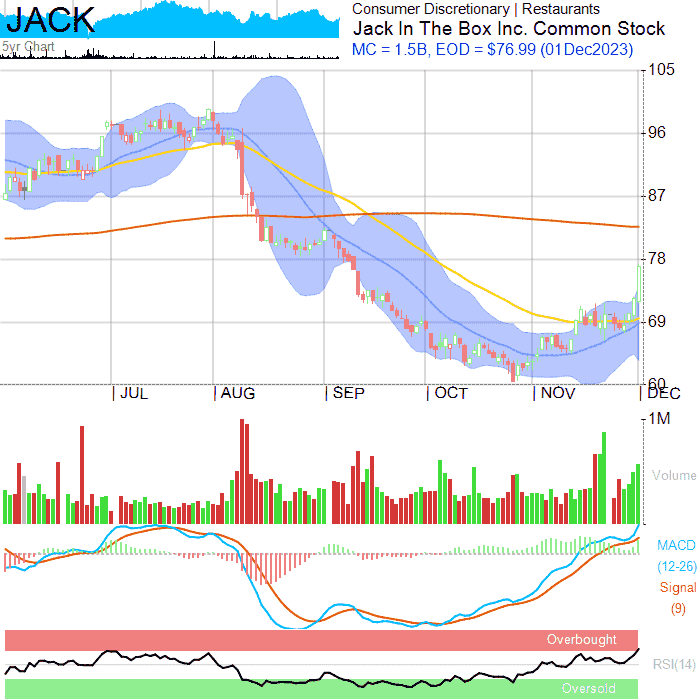 JACK
5yr Chart
Consumer Discretionary | Restaurants
Jack In The Box Inc. Common Stock
MC = 1.5B, EOD = $76.99 (01Dec2023)
105
96
87
78
69
60
JUL
AUG
SEP
OCT
NOV
DEC
1M
Volume
MACD
(12-26)
Signal
(9)
Overbought
RSI(14)
Oversold